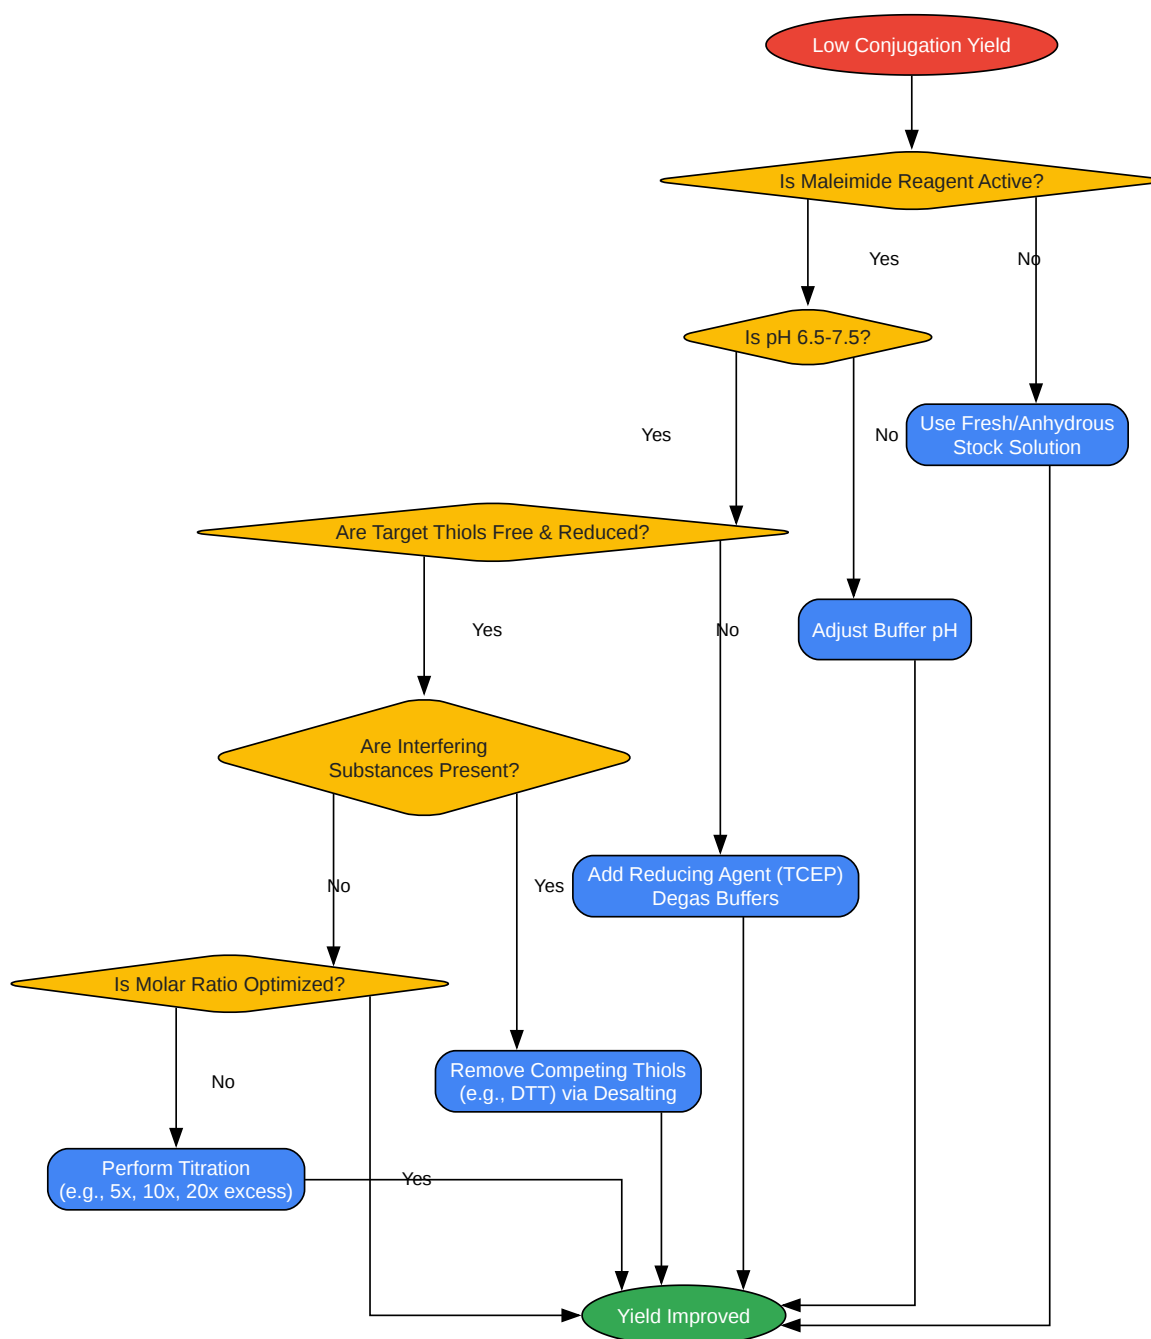 Low Conjugation Yield
Is Maleimide Reagent Active?
Yes
No
Is pH 6.5-7.5?
Yes
No
Use Fresh/Anhydrous
Stock Solution
Are Target Thiols Free & Reduced?
Yes
No
Adjust Buffer pH
Are Interfering
Substances Present?
No
Yes
Add Reducing Agent (TCEP)
Degas Buffers
Is Molar Ratio Optimized?
No
Remove Competing Thiols
(e.g., DTT) via Desalting
Perform Titration
(e.g., 5x, 10x, 20x excess)
Yes
Yield Improved